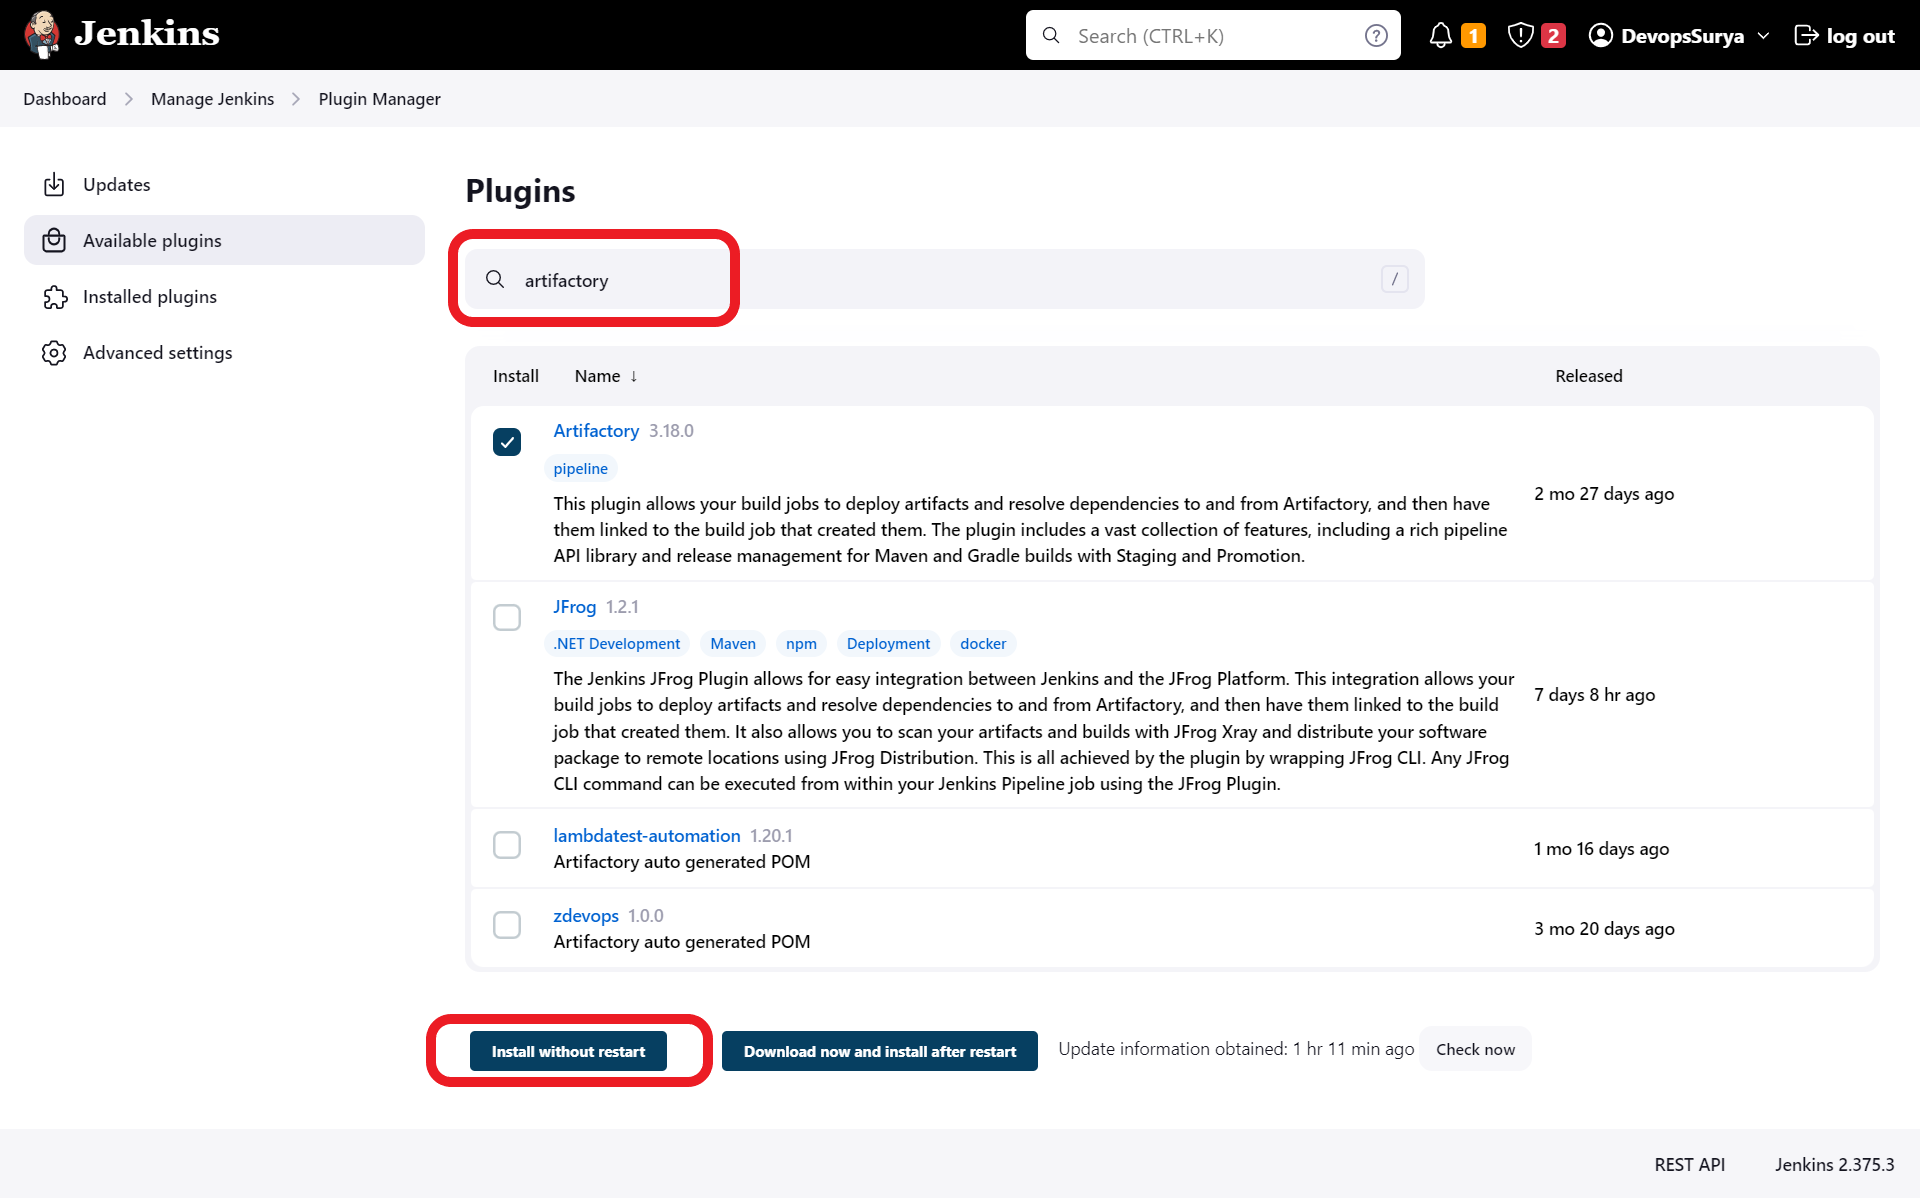 Jenkins
Search (CTRL+K)
?
1
2
DevopsSurya
log out
Dashboard
Manage Jenkins
Plugin Manager
Updates
Available plugins
Installed plugins
Advanced settings
Plugins
artifactory
/
Install Name ↓ Released
Artifactory 3.18.0
pipeline
This plugin allows your build jobs to deploy artifacts and resolve dependencies to and from Artifactory, and then have
them linked to the build job that created them. The plugin includes a vast collection of features, including a rich pipeline
API library and release management for Maven and Gradle builds with Staging and Promotion.
2 mo 27 days ago
JFrog 1.2.1
.NET Development Maven npm Deployment docker
The Jenkins JFrog Plugin allows for easy integration between Jenkins and the JFrog Platform. This integration allows your
build jobs to deploy artifacts and resolve dependencies to and from Artifactory, and then have them linked to the build
job that created them. It also allows you to scan your artifacts and builds with JFrog Xray and distribute your software
package to remote locations using JFrog Distribution. This is all achieved by the plugin by wrapping JFrog CLI. Any JFrog
CLI command can be executed from within your Jenkins Pipeline job using the JFrog Plugin.
7 days 8 hr ago
lambdatest-automation 1.20.1
Artifactory auto generated POM
1 mo 16 days ago
zdevops 1.0.0
Artifactory auto generated POM
3 mo 20 days ago
Install without restart
Download now and install after restart
Update information obtained: 1 hr 11 min ago
Check now
REST API
Jenkins 2.375.3